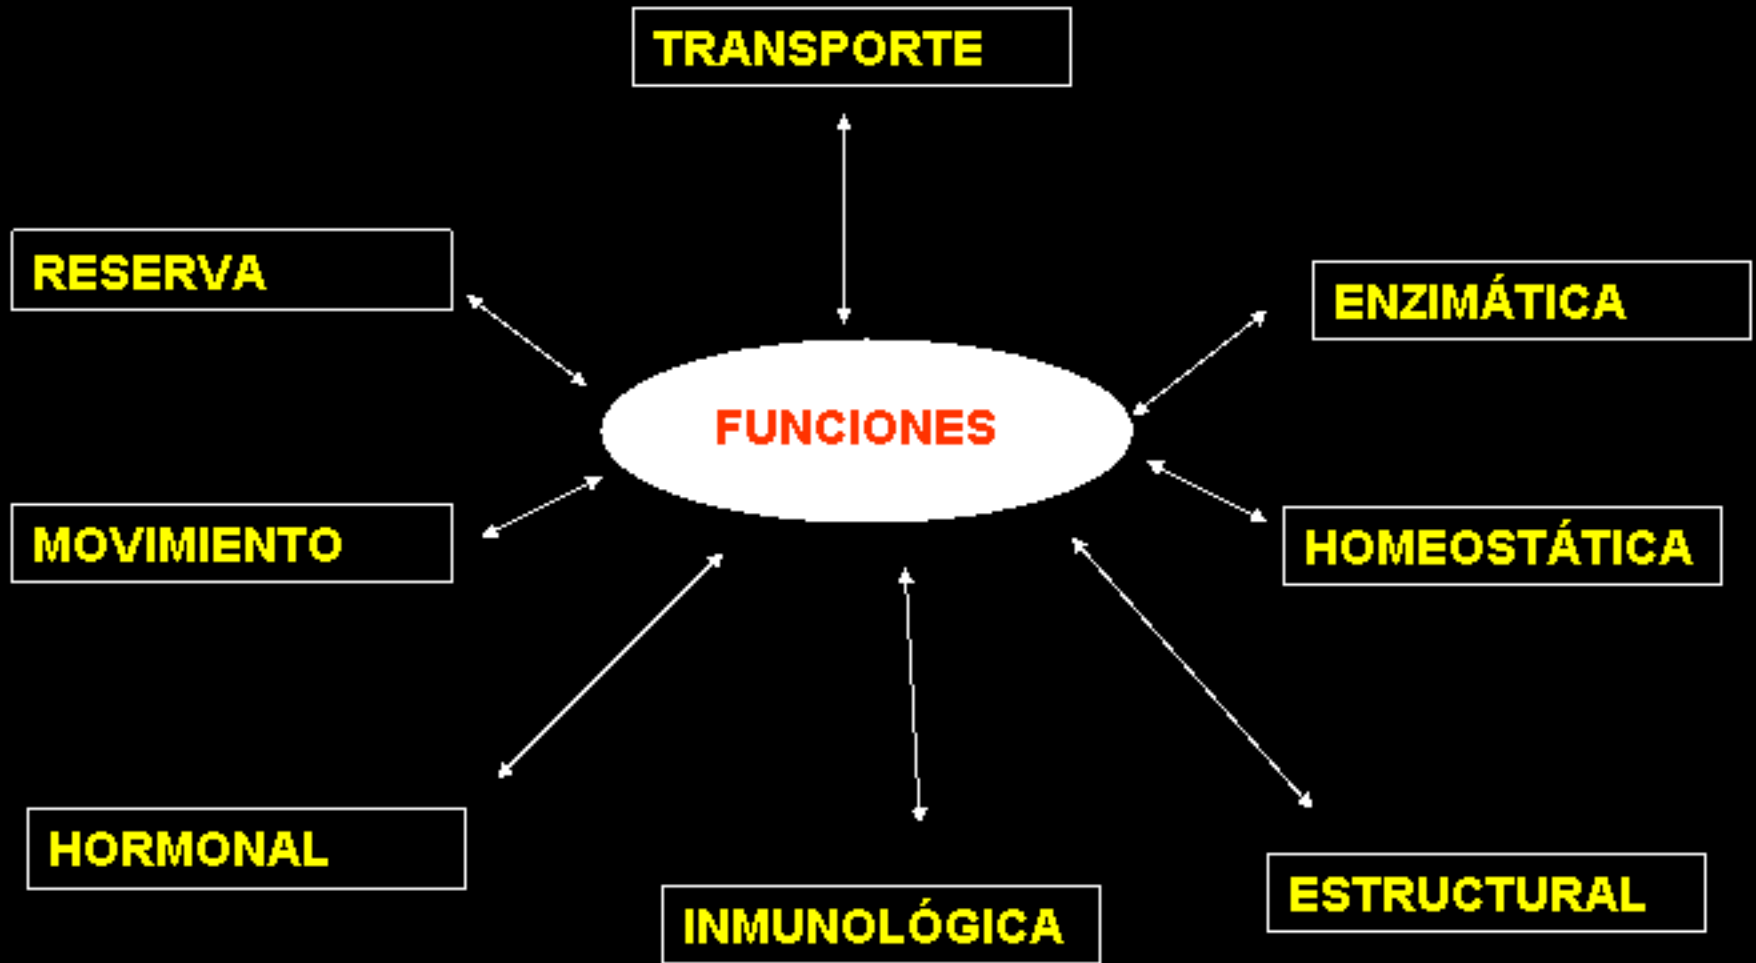 TRANSPORTE
RESERVA
ENZIMÁTICA
FUNCIONES
MOVIMIENTO
HOMEOSTÁTICA
HORMONAL
INMUNOLÓGICA
ESTRUCTURAL